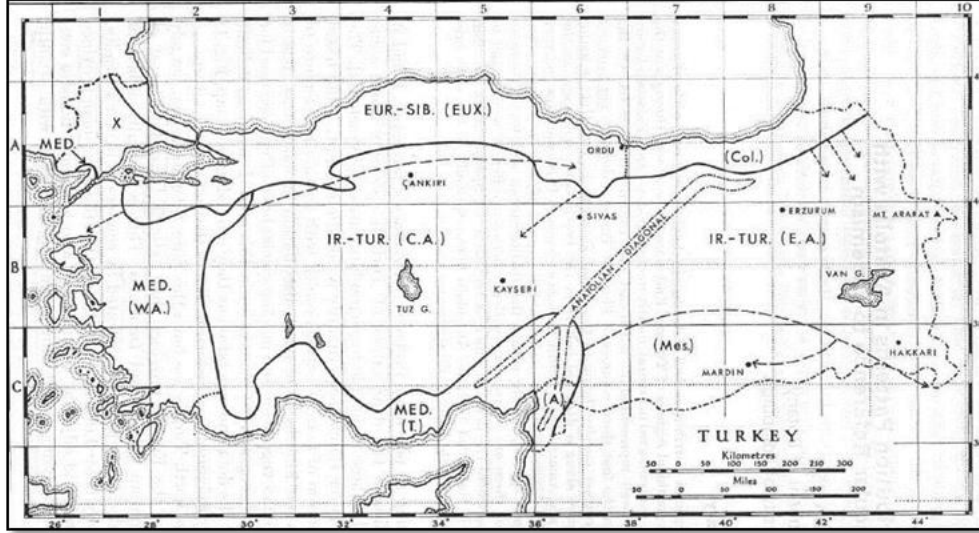 1 2 3 4 5 6 7 8 9 10
EUR.-SIB. (EUX.)
X
A
MED.
ORDU
(Col.)
ÇANKIRI
SIVAS
ERZURUM
MT. ARARAT
IR.-TUR. (C.A.)
ANATOLIAN DIAGONAL
IR.-TUR. (E.A.)
B
MED.
(W.A.)
TUZ G.
KAYSERI
VAN G.
(Mes.)
HAKKARI
MARDIN
C
C
MED.
(T.)
(A)
TURKEY
Kilometres
50 0 50 100 150 200 250 300
Miles
50 0 50 100 200
26° 28° 30° 32° 34° 36° 38° 40° 42° 44°